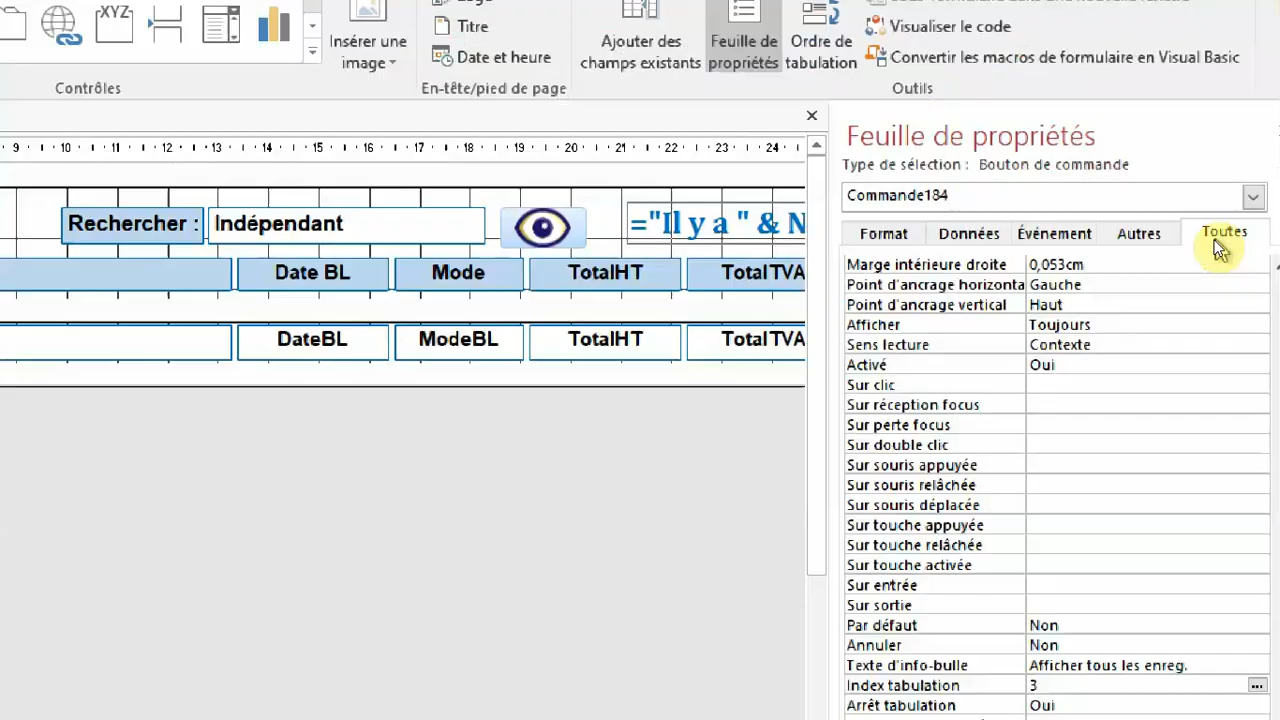 XYZ
Titre
Date et heure
Insérer une
image
Ajouter des
champs existants
Feuille de
propriétés
Ordre de
tabulation
Visualiser le code
Convertir les macros de formulaire en Visual Basic
Contrôles
En-tête/pied de page
Outils
9 10 11 12 13 14 15 16 17 18 19 20 21 22 23 24
Rechercher :
Indépendant
="Il y a " & N
Date BL
Mode
TotalHT
TotalTVA
DateBL
ModeBL
TotalHT
TotalTVA
Feuille de propriétés
Type de sélection : Bouton de commande
Commande184
Format Données Événement Autres Toutes
Marge intérieure droite 0,053cm
Point d'ancrage horizonta Gauche
Point d'ancrage vertical Haut
Afficher Toujours
Sens lecture Contexte
Activé Oui
Sur clic
Sur réception focus
Sur perte focus
Sur double clic
Sur souris appuyée
Sur souris relâchée
Sur souris déplacée
Sur touche appuyée
Sur touche relâchée
Sur touche activée
Sur entrée
Sur sortie
Par défaut Non
Annuler Non
Texte d'info-bulle Afficher tous les enreg.
Index tabulation 3 ...
Arrêt tabulation Oui